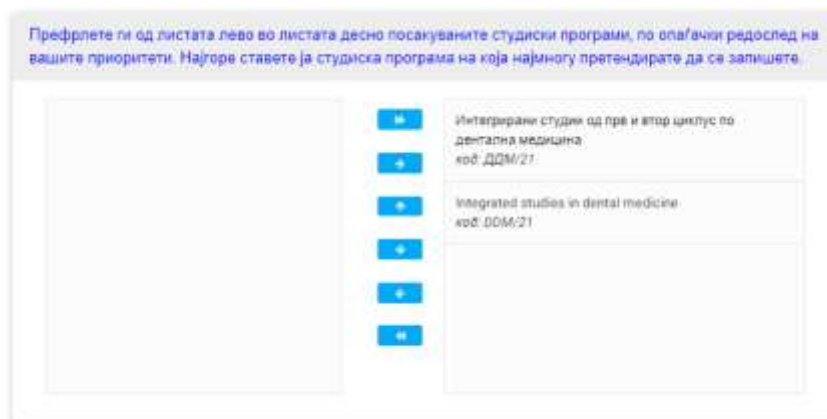 Префрлете ги од листата лево во листата десно посакуваните студиски програми, по опаѓачки редослед на
вашите приоритети. Најгоре ставете ја студиска програма на која најмногу претендирате да се запишете.
Интегрирани студии од прв и втор циклус по
дентална медицина
код: ДДМ/21
Integrated studies in dental medicine
код: DDM/21